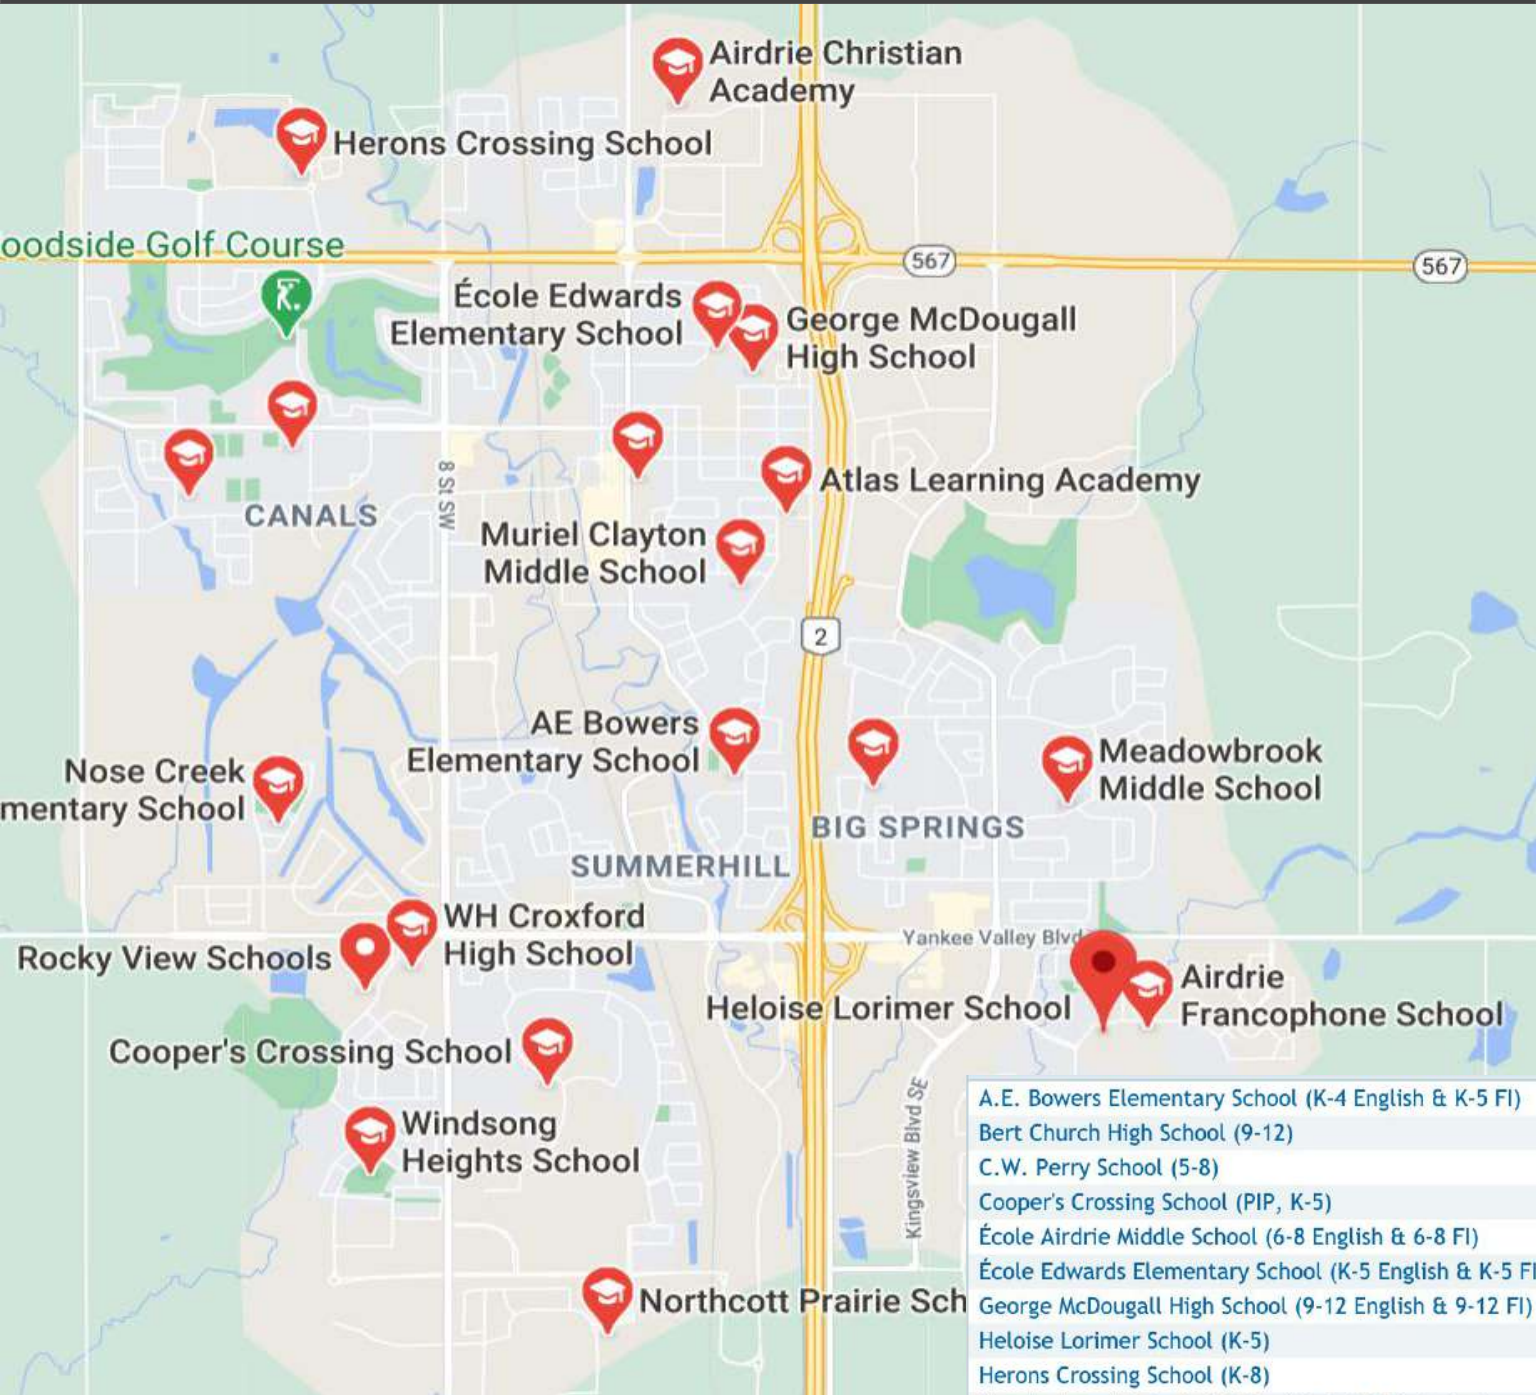 Airdrie Christian
Academy
Herons Crossing School
oodside Golf Course
567
567
École Edwards
Elementary School
George McDougall
High School
8 St SW
Atlas Learning Academy
CANALS
Muriel Clayton
Middle School
2
AE Bowers
Elementary School
Meadowbrook
Middle School
Nose Creek
mentary School
BIG SPRINGS
SUMMERHILL
WH Croxford
High School
Rocky View Schools
Yankee Valley Blvd
Heloise Lorimer School
Airdrie
Francophone School
Cooper's Crossing School
Windsong
Heights School
Kingsview Blvd SE
Northcott Prairie Sch
A.E. Bowers Elementary School (K-4 English & K-5 FI)
Bert Church High School (9-12)
C.W. Perry School (5-8)
Cooper's Crossing School (PIP, K-5)
École Airdrie Middle School (6-8 English & 6-8 FI)
École Edwards Elementary School (K-5 English & K-5 FI
George McDougall High School (9-12 English & 9-12 FI)
Heloise Lorimer School (K-5)
Herons Crossing School (K-8)